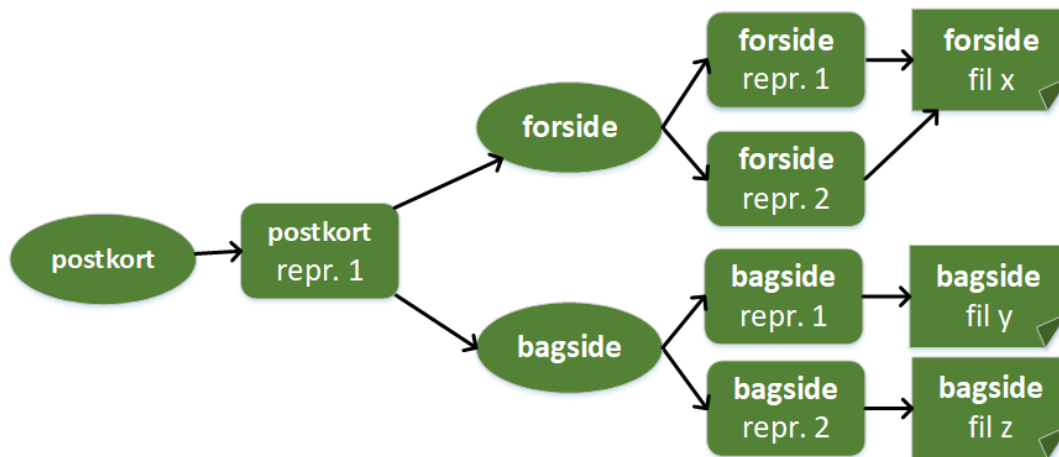 postkort
postkort
repr. 1
forside
bagside
forside
repr. 1
forside
repr. 2
bagside
repr. 1
bagside
repr. 2
forside
fil x
bagside
fil y
bagside
fil z